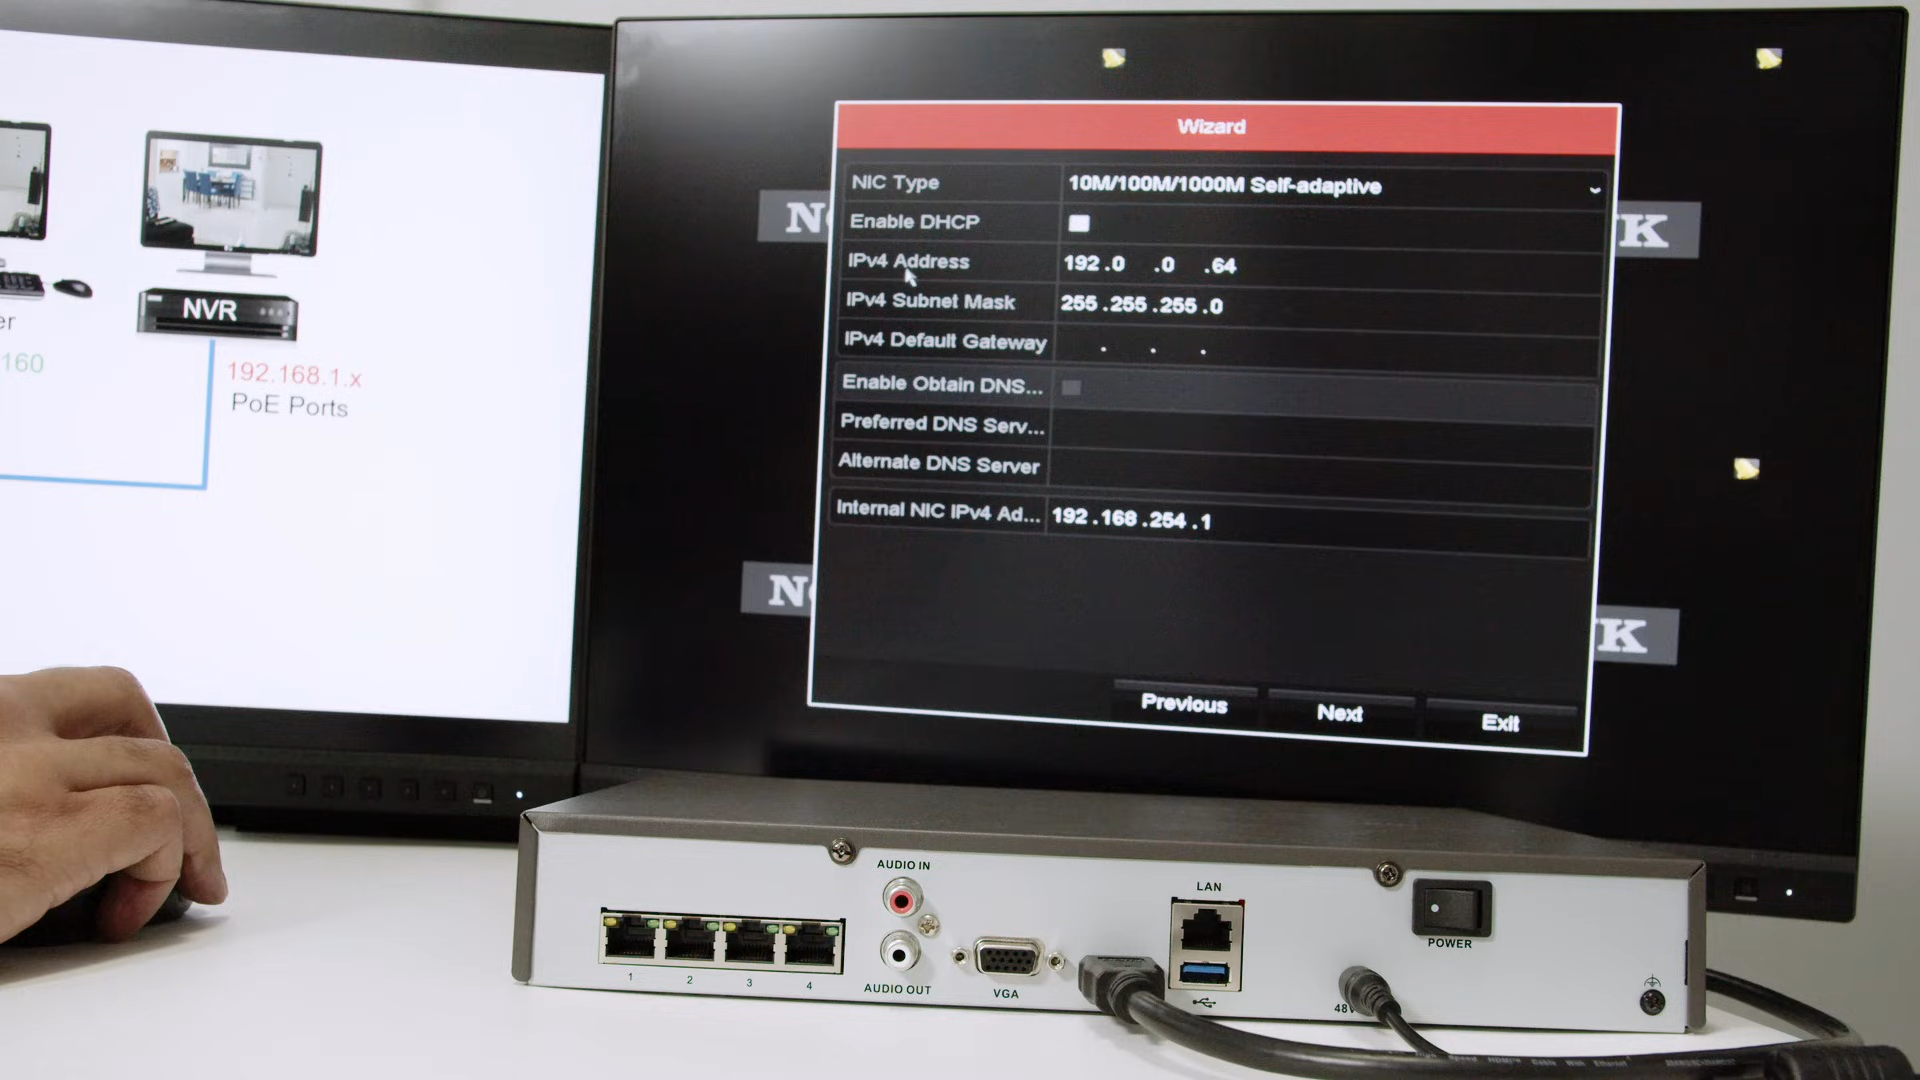 NVR
er
160
192.168.1.x
PoE Ports
Wizard
NIC Type 10M/100M/1000M Self-adaptive
Enable DHCP
IPv4 Address 192.0.0.64
IPv4 Subnet Mask 255.255.255.0
IPv4 Default Gateway . . .
Enable Obtain DNS...
Preferred DNS Serv...
Alternate DNS Server
Internal NIC IPv4 Ad... 192.168.254.1
Previous Next Exit
N K
N K
AUDIO IN
LAN
POWER
1 2 3 4
AUDIO OUT
VGA
48V